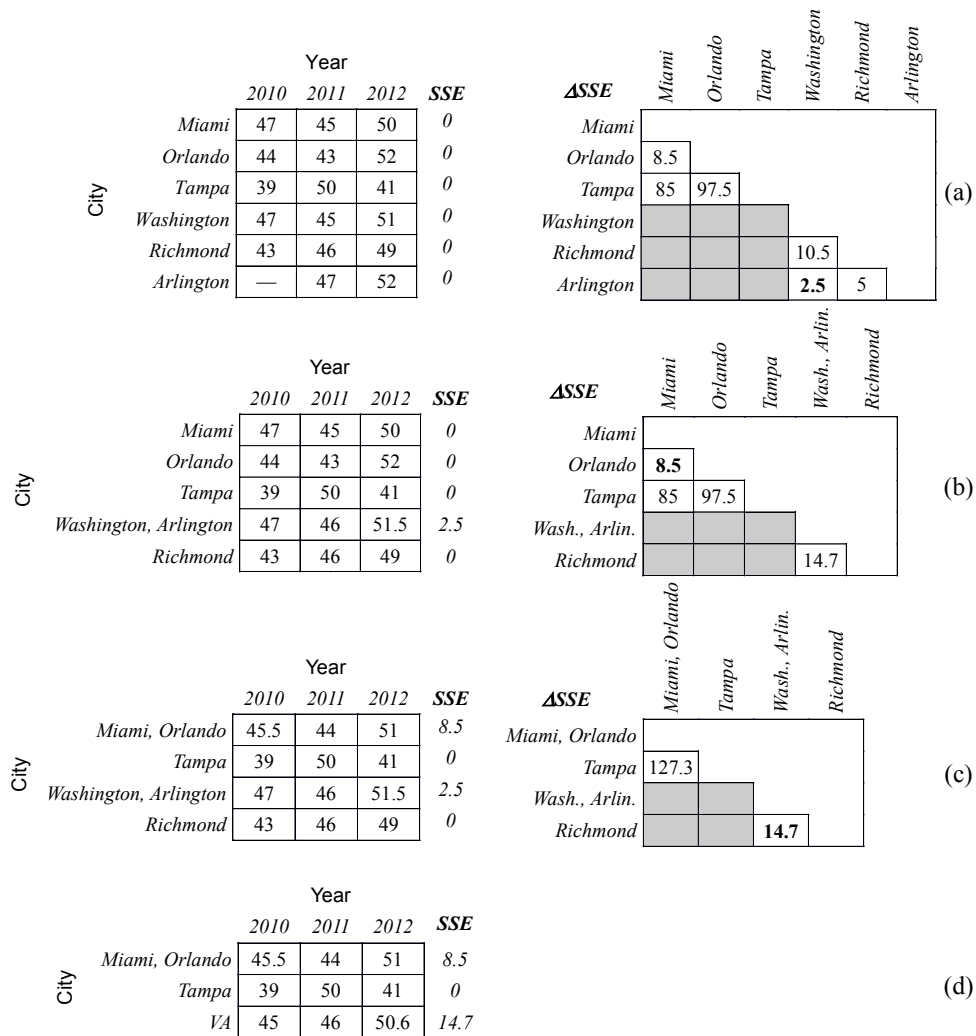 Year
2010 2011 2012 SSE
City
Miami 47 45 50 0
Orlando 44 43 52 0
Tampa 39 50 41 0
Washington 47 45 51 0
Richmond 43 46 49 0
Arlington — 47 52 0
ΔSSE Miami Orlando Tampa Washington Richmond Arlington
Miami
Orlando 8.5
Tampa 85 97.5
Washington
Richmond 10.5
Arlington 2.5 5
(a)
Year
2010 2011 2012 SSE
City
Miami 47 45 50 0
Orlando 44 43 52 0
Tampa 39 50 41 0
Washington, Arlington 47 46 51.5 2.5
Richmond 43 46 49 0
ΔSSE Miami Orlando Tampa Wash., Arlin. Richmond
Miami
Orlando 8.5
Tampa 85 97.5
Wash., Arlin.
Richmond 14.7
(b)
Year
2010 2011 2012 SSE
City
Miami, Orlando 45.5 44 51 8.5
Tampa 39 50 41 0
Washington, Arlington 47 46 51.5 2.5
Richmond 43 46 49 0
ΔSSE Miami, Orlando Tampa Wash., Arlin. Richmond
Miami, Orlando
Tampa 127.3
Wash., Arlin.
Richmond 14.7
(c)
Year
2010 2011 2012 SSE
City
Miami, Orlando 45.5 44 51 8.5
Tampa 39 50 41 0
VA 45 46 50.6 14.7
(d)